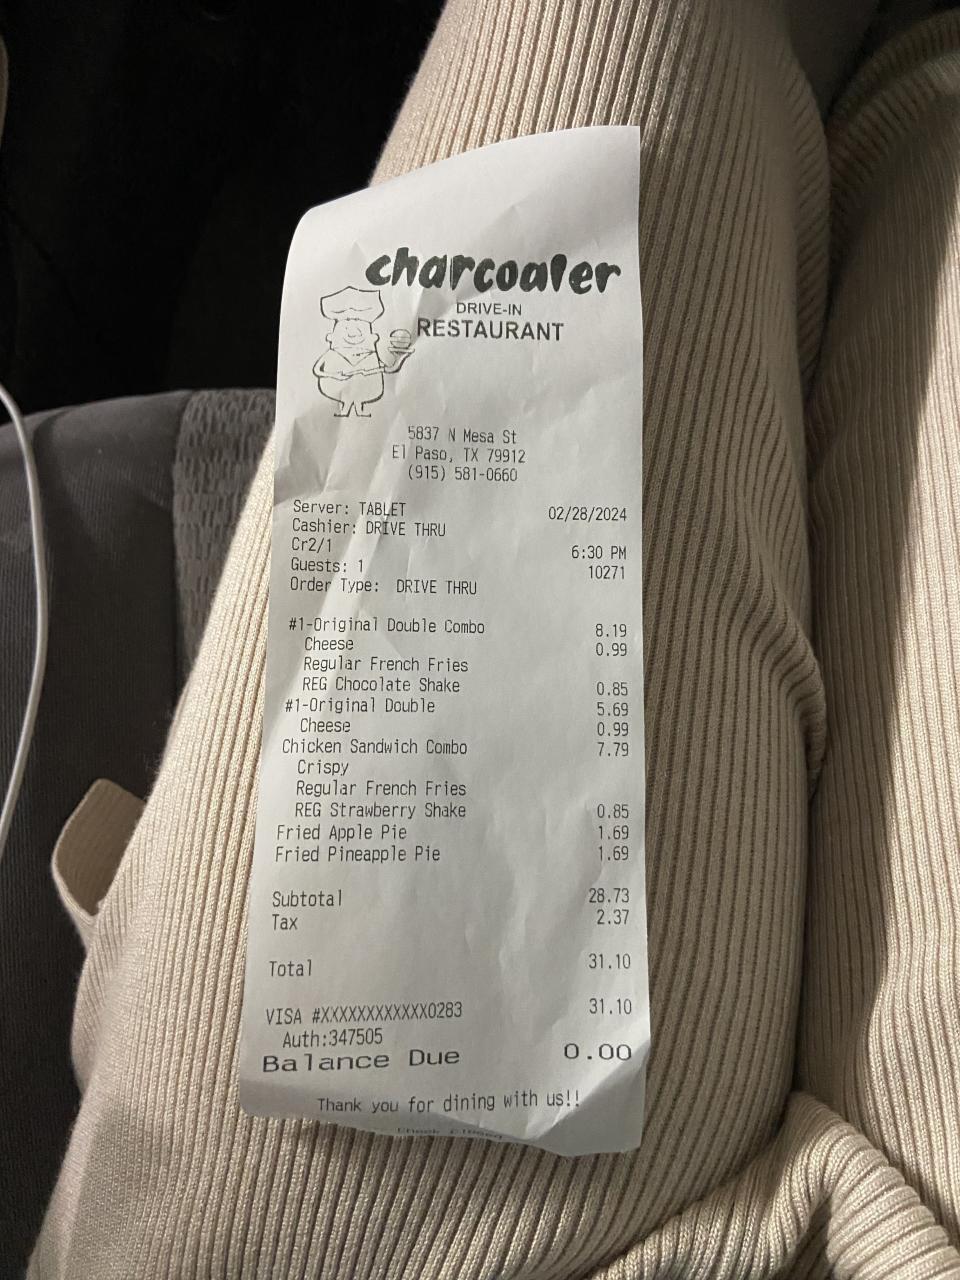 charcoaler
DRIVE-IN
RESTAURANT
5837 N Mesa St
El Paso, TX 79912
(915) 581-0660
Server: TABLET 02/28/2024
Cashier: DRIVE THRU
Cr2/1 6:30 PM
Guests: 1 10271
Order Type: DRIVE THRU
#1-Original Double Combo 8.19
Cheese 0.99
Regular French Fries
REG Chocolate Shake 0.85
#1-Original Double 5.69
Cheese 0.99
Chicken Sandwich Combo 7.79
Crispy
Regular French Fries
REG Strawberry Shake 0.85
Fried Apple Pie 1.69
Fried Pineapple Pie 1.69
Subtotal 28.73
Tax 2.37
Total 31.10
VISA #XXXXXXXXXXXX0283 31.10
Auth:347505
Balance Due 0.00
Thank you for dining with us!!